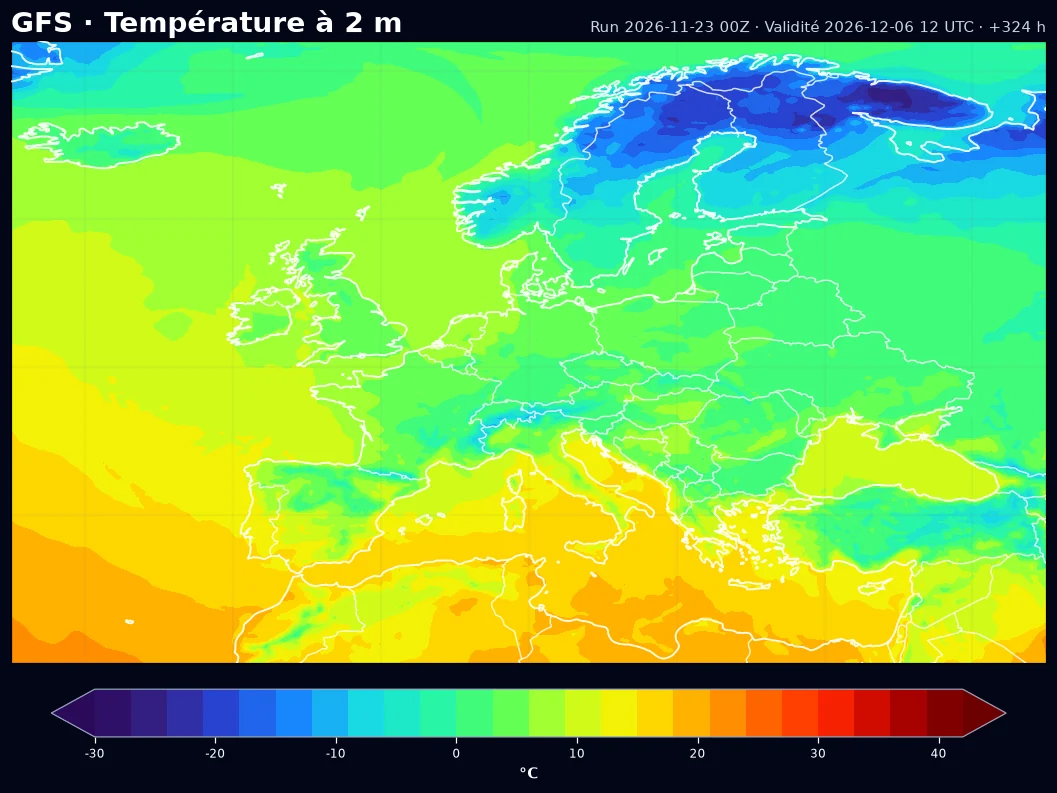 GFS · Température à 2 m
Run 2026-11-23 00Z · Validité 2026-12-06 12 UTC · +324 h
-30 -20 -10 0 10 20 30 40
°C